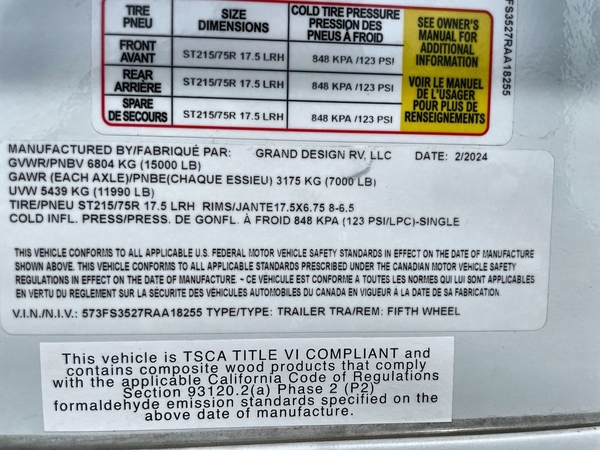 TIRE PNEU
SIZE DIMENSIONS
COLD TIRE PRESSURE PRESSION DES PNEUS À FROID
SEE OWNER'S MANUAL FOR ADDITIONAL INFORMATION
VOIR LE MANUEL DE L'USAGER POUR PLUS DE RENSEIGNEMENTS
FRONT AVANT
ST215/75R 17.5 LRH
848 KPA /123 PSI
REAR ARRIÈRE
ST215/75R 17.5 LRH
848 KPA /123 PSI
SPARE DE SECOURS
ST215/75R 17.5 LRH
848 KPA /123 PSI
FS3527RAA18255
MANUFACTURED BY/FABRIQUÉ PAR: GRAND DESIGN RV, LLC DATE: 2/2024
GVWR/PNBV 6804 KG (15000 LB)
GAWR (EACH AXLE)/PNBE(CHAQUE ESSIEU) 3175 KG (7000 LB)
UVW 5439 KG (11990 LB)
TIRE/PNEU ST215/75R 17.5 LRH RIMS/JANTE17.5X6.75 8-6.5
COLD INFL. PRESS/PRESS. DE GONFL. À FROID 848 KPA (123 PSI/LPC)-SINGLE
THIS VEHICLE CONFORMS TO ALL APPLICABLE U.S. FEDERAL MOTOR VEHICLE SAFETY STANDARDS IN EFFECT ON THE DATE OF MANUFACTURE
SHOWN ABOVE. THIS VEHICLE CONFORMS TO ALL APPLICABLE STANDARDS PRESCRIBED UNDER THE CANADIAN MOTOR VEHICLE SAFETY
REGULATIONS IN EFFECT ON THE DATE OF MANUFACTURE. ~ CE VEHICULE EST CONFORME A TOUTES LES NORMES QUI LUI SONT APPLICABLES
EN VERTU DU REGLEMENT SUR LA SÉCURITE DES VÉHICULES AUTOMOBILES DU CANADA EN VIGUEUR À LA DATE DE SA FABRICATION.
V.I.N./N.I.V.: 573FS3527RAA18255 TYPE/TYPE: TRAILER TRA/REM: FIFTH WHEEL
This vehicle is TSCA TITLE VI COMPLIANT and
contains composite wood products that comply
with the applicable California Code of Regulations
Section 93120.2(a) Phase 2 (P2)
formaldehyde emission standards specified on the
above date of manufacture.